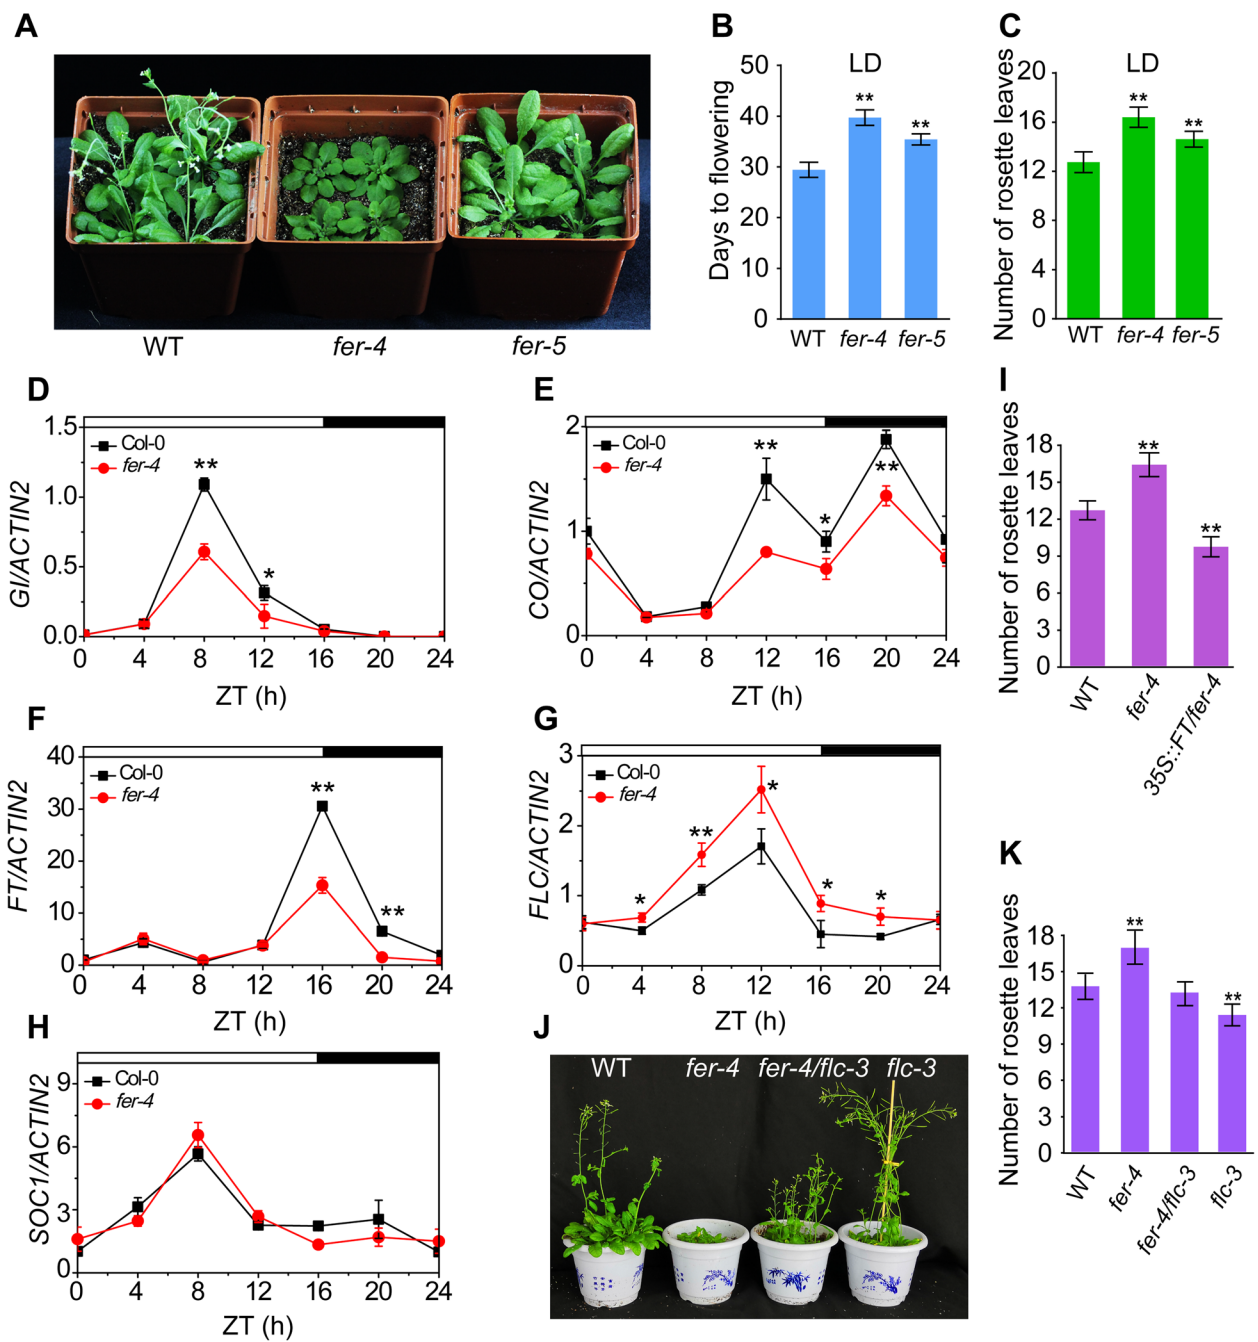 A
WT
fer-4
fer-5
B
LD
Days to flowering
50
40
30
20
10
0
**
**
WT
fer-4
fer-5
C
LD
Number of rosette leaves
20
16
12
8
4
0
**
**
WT
fer-4
fer-5
D
GI/ACTIN2
1.5
1.0
0.5
0.0
Col-0
fer-4
**
*
0 4 8 12 16 20 24
ZT (h)
E
CO/ACTIN2
2
1
0
Col-0
fer-4
**
*
**
0 4 8 12 16 20 24
ZT (h)
F
FT/ACTIN2
40
30
20
10
0
Col-0
fer-4
**
**
0 4 8 12 16 20 24
ZT (h)
G
FLC/ACTIN2
3
2
1
0
Col-0
fer-4
*
**
*
*
*
0 4 8 12 16 20 24
ZT (h)
H
SOC1/ACTIN2
9
6
3
0
Col-0
fer-4
0 4 8 12 16 20 24
ZT (h)
I
Number of rosette leaves
18
15
12
9
6
3
0
**
**
WT
fer-4
35S::FT/fer-4
J
WT fer-4 fer-4/flc-3 flc-3
K
Number of rosette leaves
18
15
12
9
6
3
0
**
**
WT
fer-4
fer-4/flc-3
flc-3